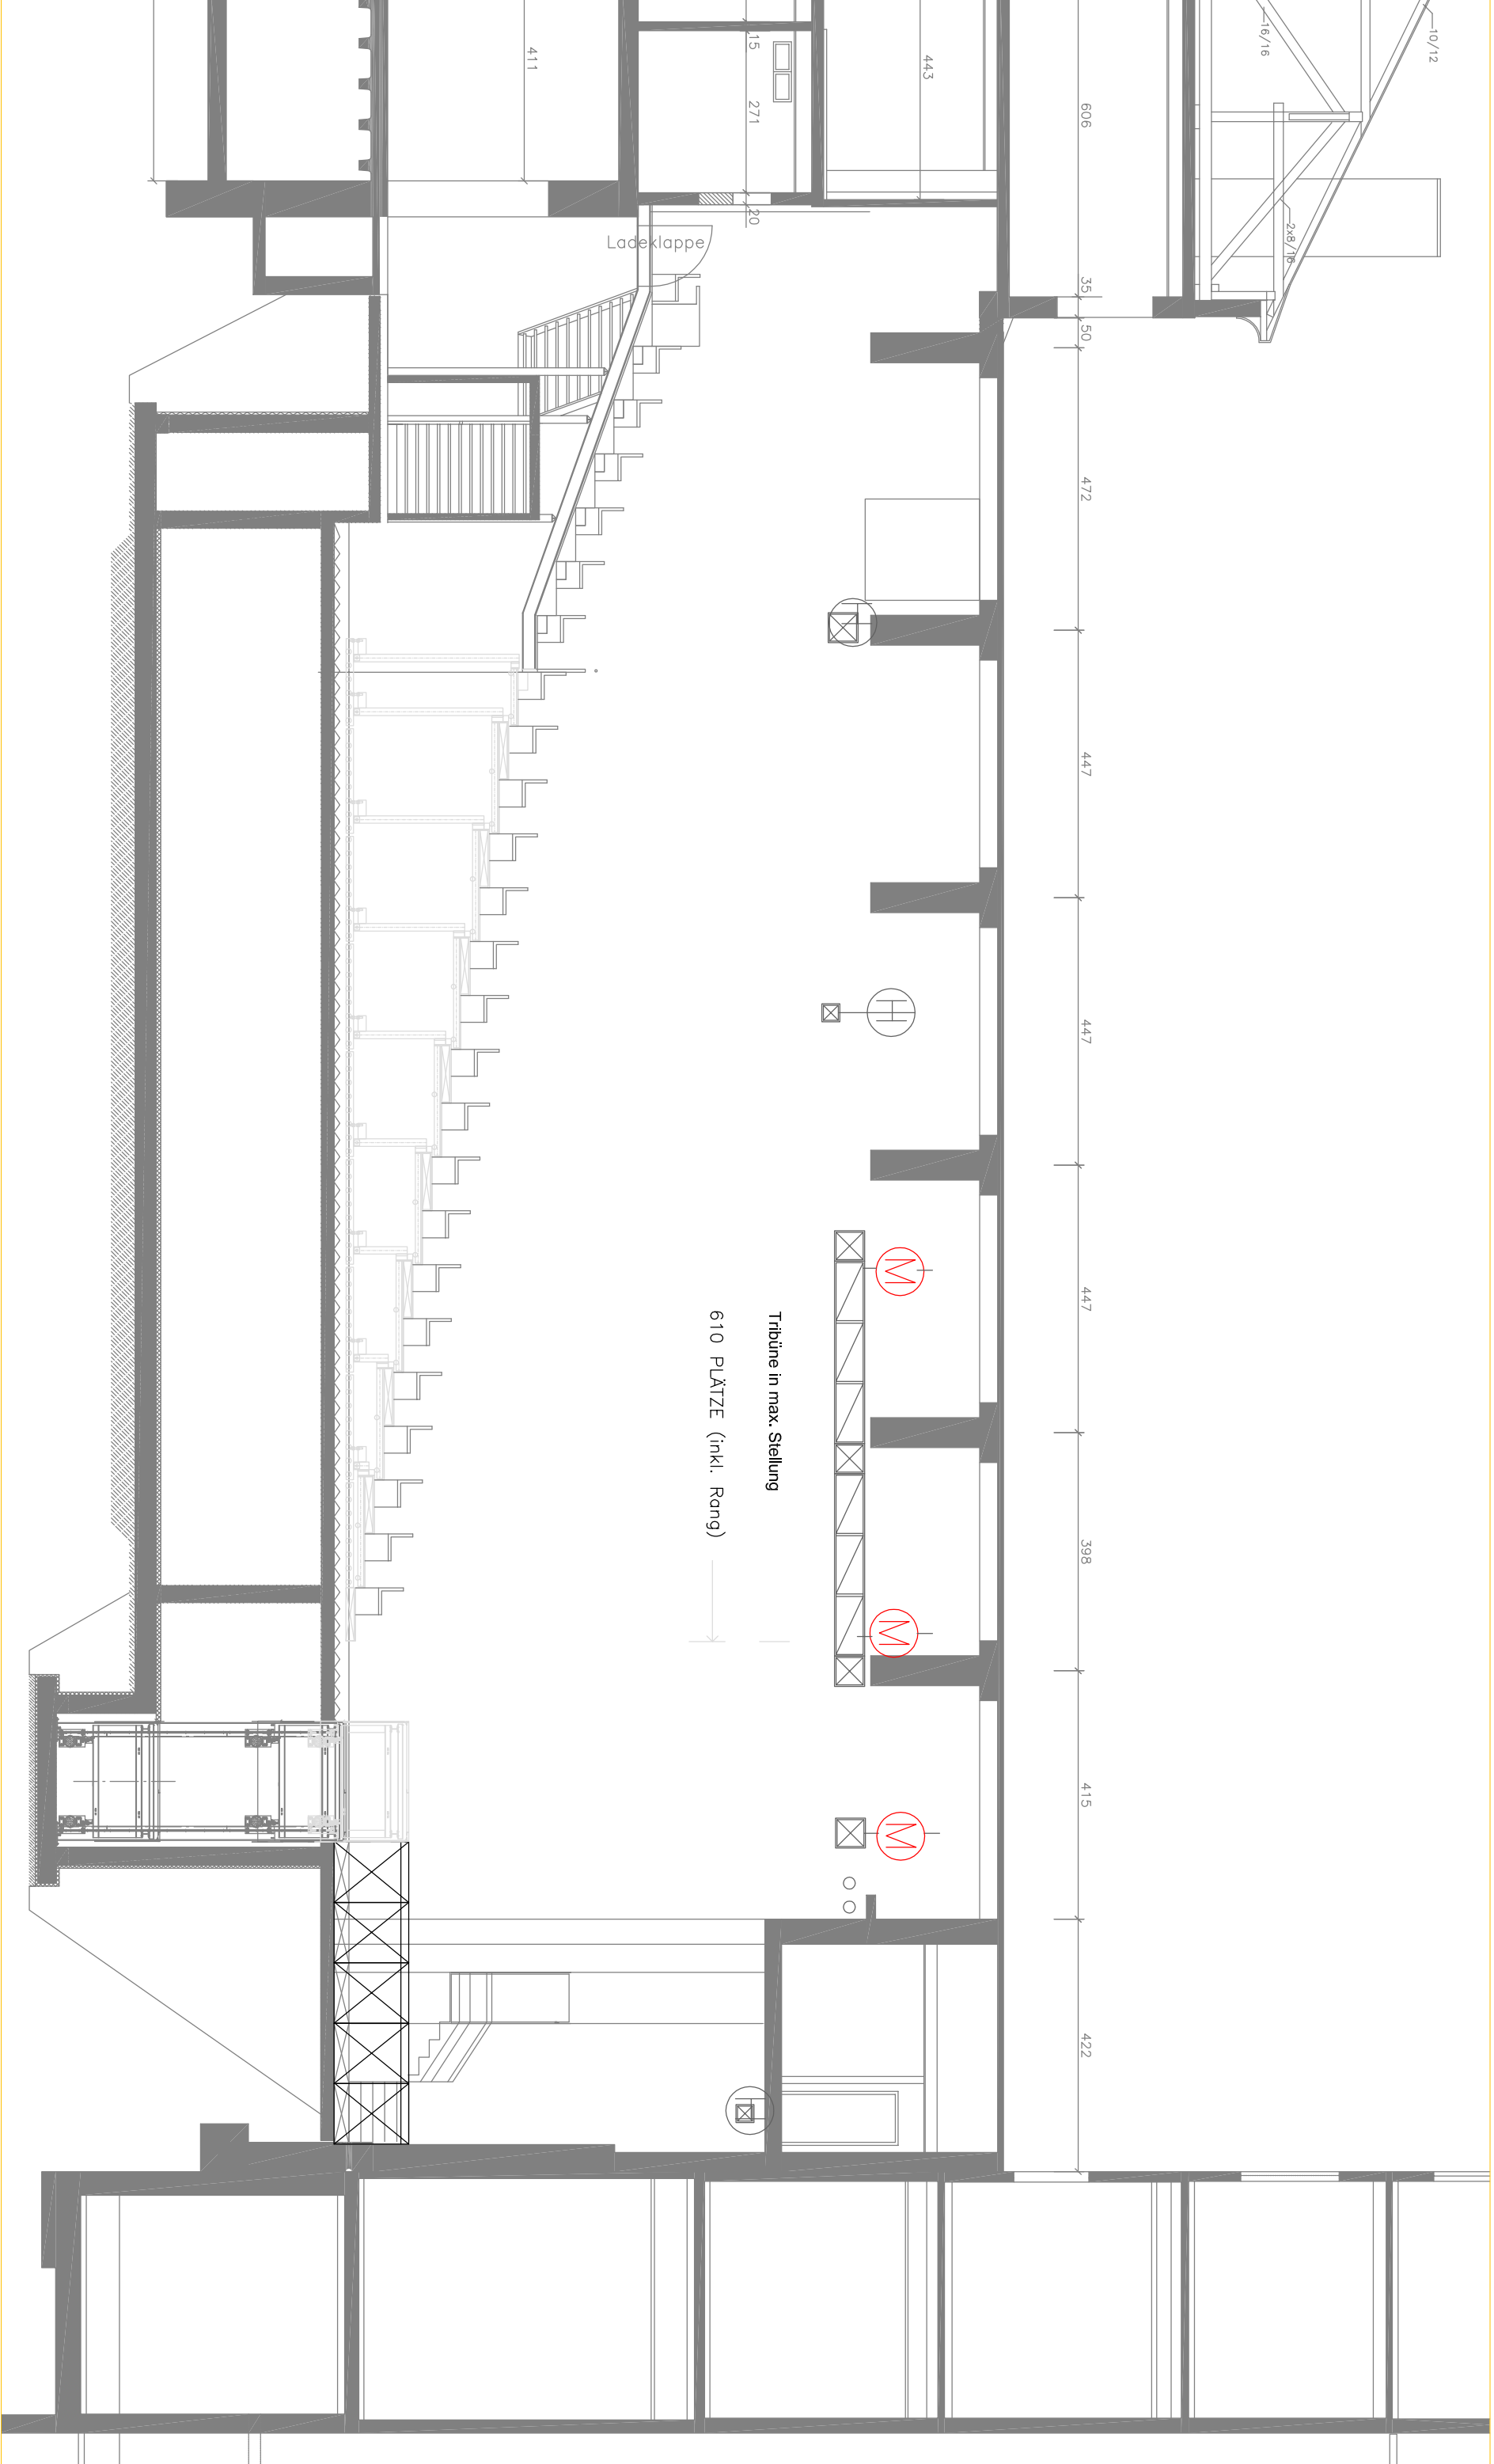 10/12
16/16
2x8/16
606
35
50
472
447
447
447
398
415
422
443
15
271
20
411
Ladeklappe
H
H
M
M
M
H
Tribüne in max. Stellung
610 PLÄTZE (inkl. Rang)